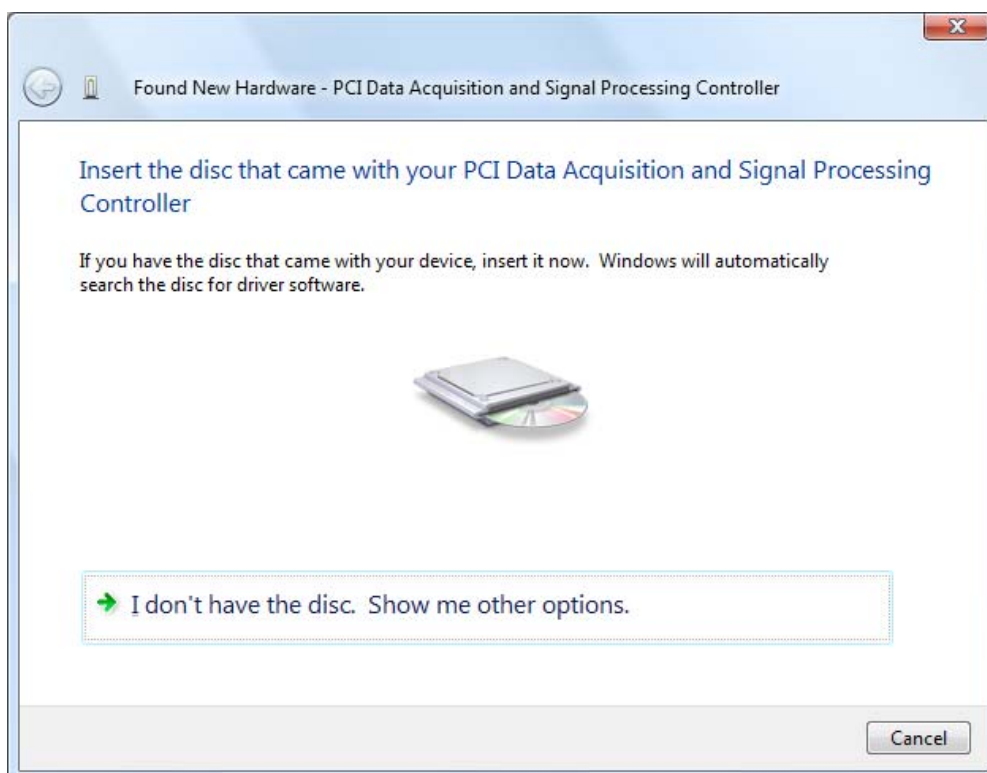 Found New Hardware - PCI Data Acquisition and Signal Processing Controller
Insert the disc that came with your PCI Data Acquisition and Signal Processing
Controller
If you have the disc that came with your device, insert it now.  Windows will automatically
search the disc for driver software.
I don't have the disc.  Show me other options.
Cancel